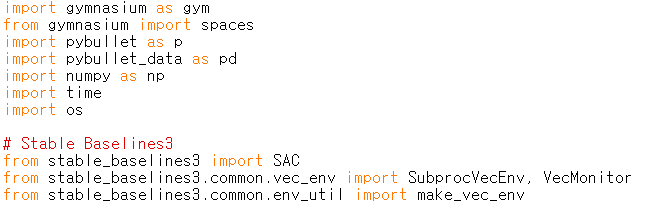 import gymnasium as gym
from gymnasium import spaces
import pybullet as p
import pybullet_data as pd
import numpy as np
import time
import os

# Stable Baselines3
from stable_baselines3 import SAC
from stable_baselines3.common.vec_env import SubprocVecEnv, VecMonitor
from stable_baselines3.common.env_util import make_vec_env